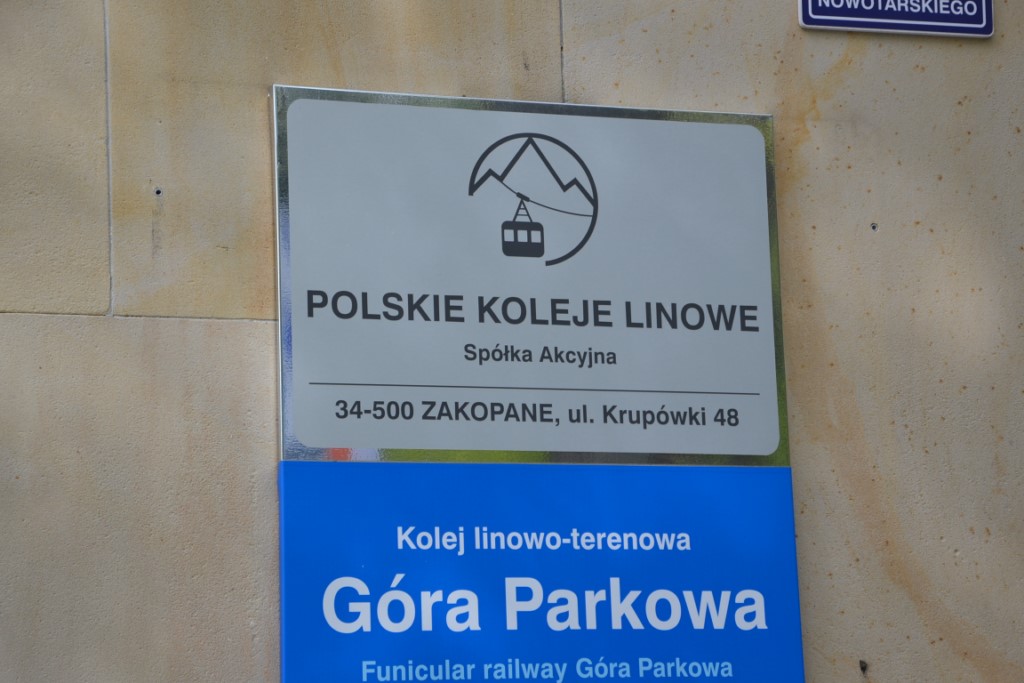 NOWOTARSKIEGO
POLSKIE KOLEJE LINOWE
Spółka Akcyjna
34-500 ZAKOPANE, ul. Krupówki 48
Kolej linowo-terenowa
Góra Parkowa
Funicular railway Góra Parkowa